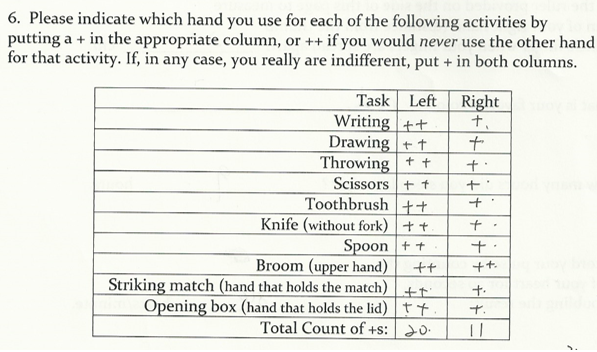 6. Please indicate which hand you use for each of the following activities by
putting a + in the appropriate column, or ++ if you would never use the other hand
for that activity. If, in any case, you really are indifferent, put + in both columns.
Task Left Right
Writing ++ +
Drawing ++ +
Throwing ++ +
Scissors ++ +
Toothbrush ++ +
Knife (without fork) ++ +
Spoon ++ +
Broom (upper hand) ++ ++
Striking match (hand that holds the match) ++ +
Opening box (hand that holds the lid) ++ +
Total Count of +s: 20 11